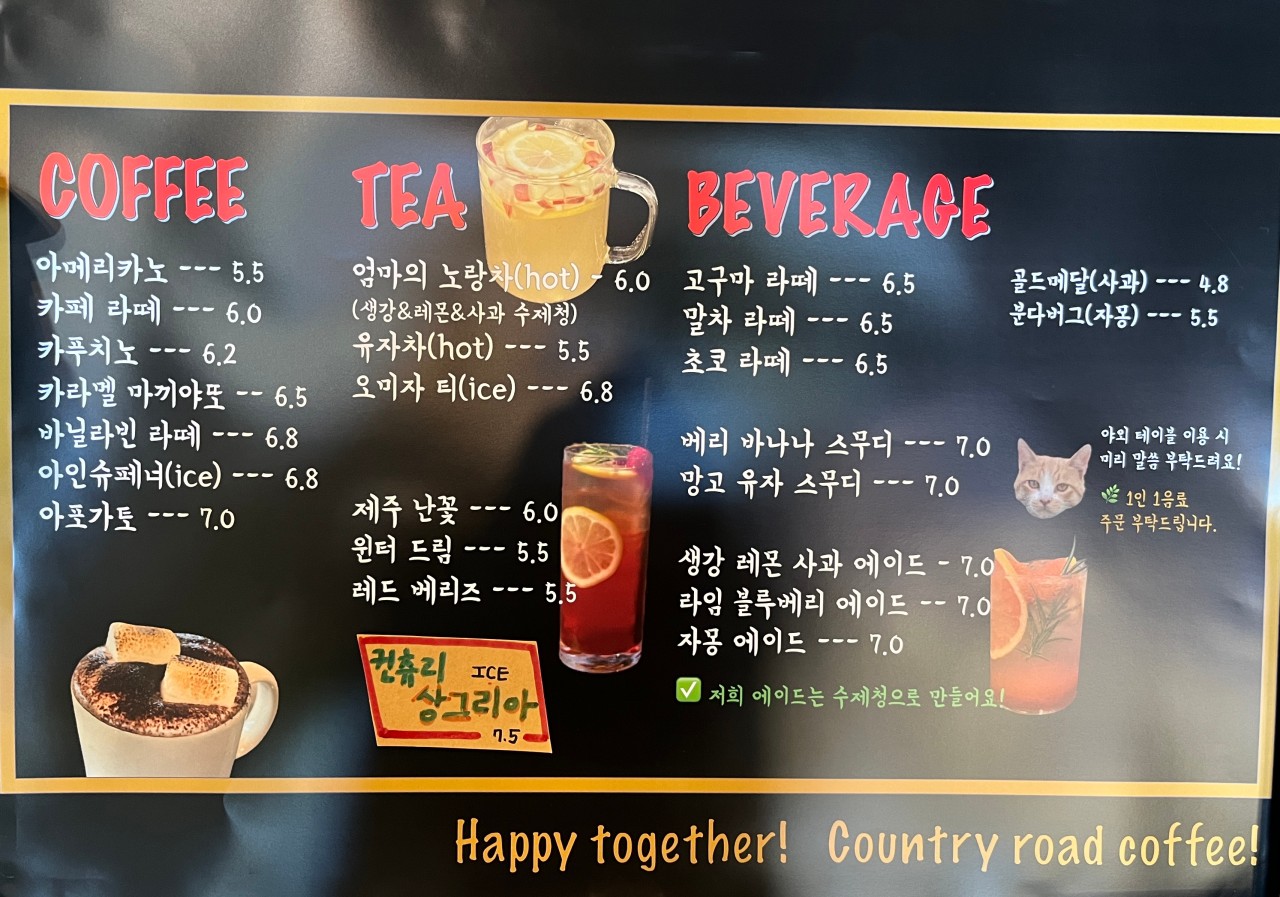 COFFEE
아메리카노 --- 5.5
카페 라떼 --- 6.0
카푸치노 --- 6.2
카라멜 마끼야또 -- 6.5
바닐라빈 라떼 --- 6.8
아인슈페너(ice) --- 6.8
아포가토 --- 7.0
TEA
엄마의 노랑차(hot) - 6.0
(생강&레몬&사과 수제청)
유자차(hot) --- 5.5
오미자 티(ice) --- 6.8
제주 난꽃 --- 6.0
윈터 드림 --- 5.5
레드 베리즈 --- 5.5
컨츄리 ICE
상그리아
7.5
BEVERAGE
고구마 라떼 --- 6.5
말차 라떼 --- 6.5
초코 라떼 --- 6.5
베리 바나나 스무디 --- 7.0
망고 유자 스무디 --- 7.0
생강 레몬 사과 에이드 - 7.0
라임 블루베리 에이드 -- 7.0
자몽 에이드 --- 7.0
✅ 저희 에이드는 수제청으로 만들어요!
골드메달(사과) --- 4.8
분다버그(자몽) --- 5.5
야외 테이블 이용 시
미리 말씀 부탁드려요!
🌿 1인 1음료
주문 부탁드립니다.
Happy together! Country road coffee!